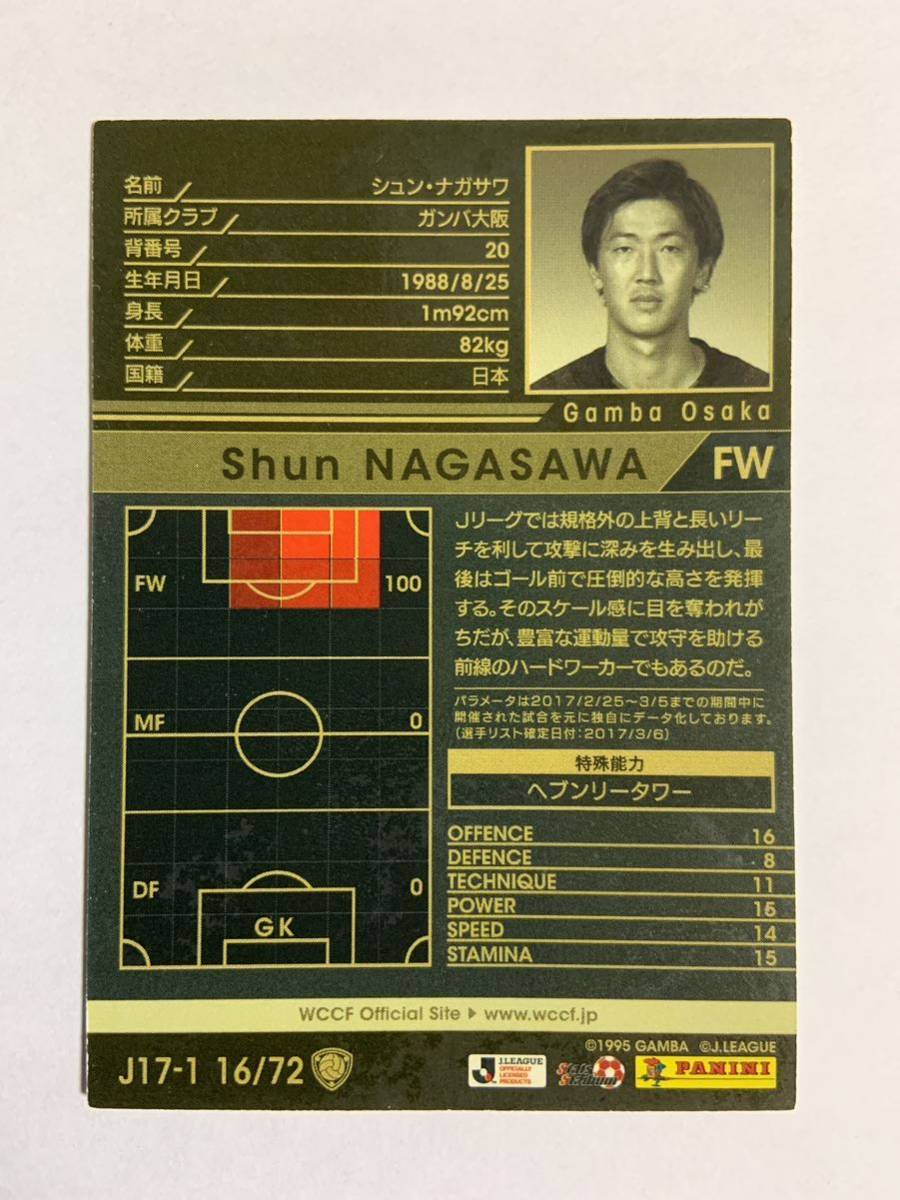 名前 シュン・ナガサワ
所属クラブ ガンバ大阪
背番号 20
生年月日 1988/8/25
身長 1m92cm
体重 82kg
国籍 日本
Gamba Osaka
Shun NAGASAWA FW
FW 100
MF 0
DF 0
GK
Jリーグでは規格外の上背と長いリー
チを利して攻撃に深みを生み出し、最
後はゴール前で圧倒的な高さを発揮
する。そのスケール感に目を奪われが
ちだが、豊富な運動量で攻守を助ける
前線のハードワーカーでもあるのだ。
パラメータは2017/2/25～3/5までの期間中に
開催された試合を元に独自にデータ化しております。
(選手リスト確定日付:2017/3/6)
特殊能力
ヘブンリータワー
OFFENCE 16
DEFENCE 8
TECHNIQUE 11
POWER 15
SPEED 14
STAMINA 15
WCCF Official Site ▶ www.wccf.jp
©1995 GAMBA ©J.LEAGUE
J17-1 16/72
J.LEAGUE
OFFICIALLY
LICENSED
PRODUCTS
PANINI